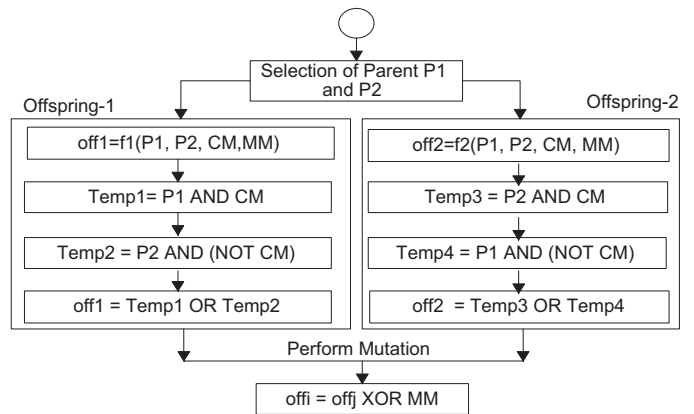 Selection of Parent P1
and P2
Offspring-1
off1=f1(P1, P2, CM,MM)
Temp1= P1 AND CM
Temp2 = P2 AND (NOT CM)
off1 = Temp1 OR Temp2
Offspring-2
off2=f2(P1, P2, CM, MM)
Temp3 = P2 AND CM
Temp4 = P1 AND (NOT CM)
off2 = Temp3 OR Temp4
Perform Mutation
offi = offj XOR MM